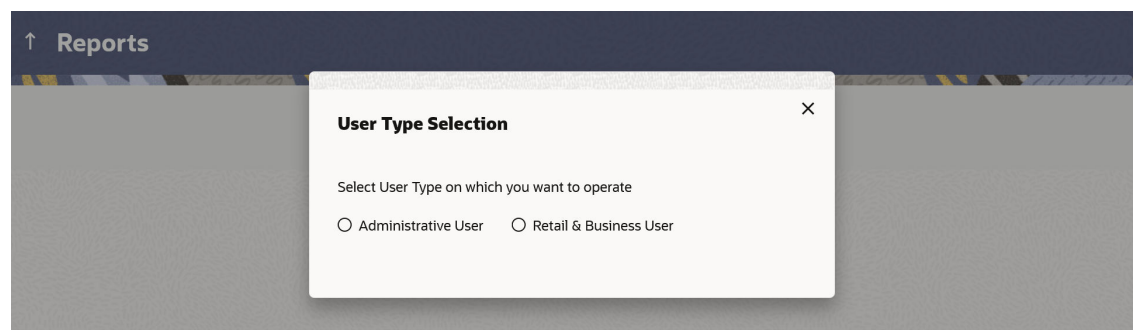 Reports
User Type Selection
Select User Type on which you want to operate
Administrative User Retail & Business User